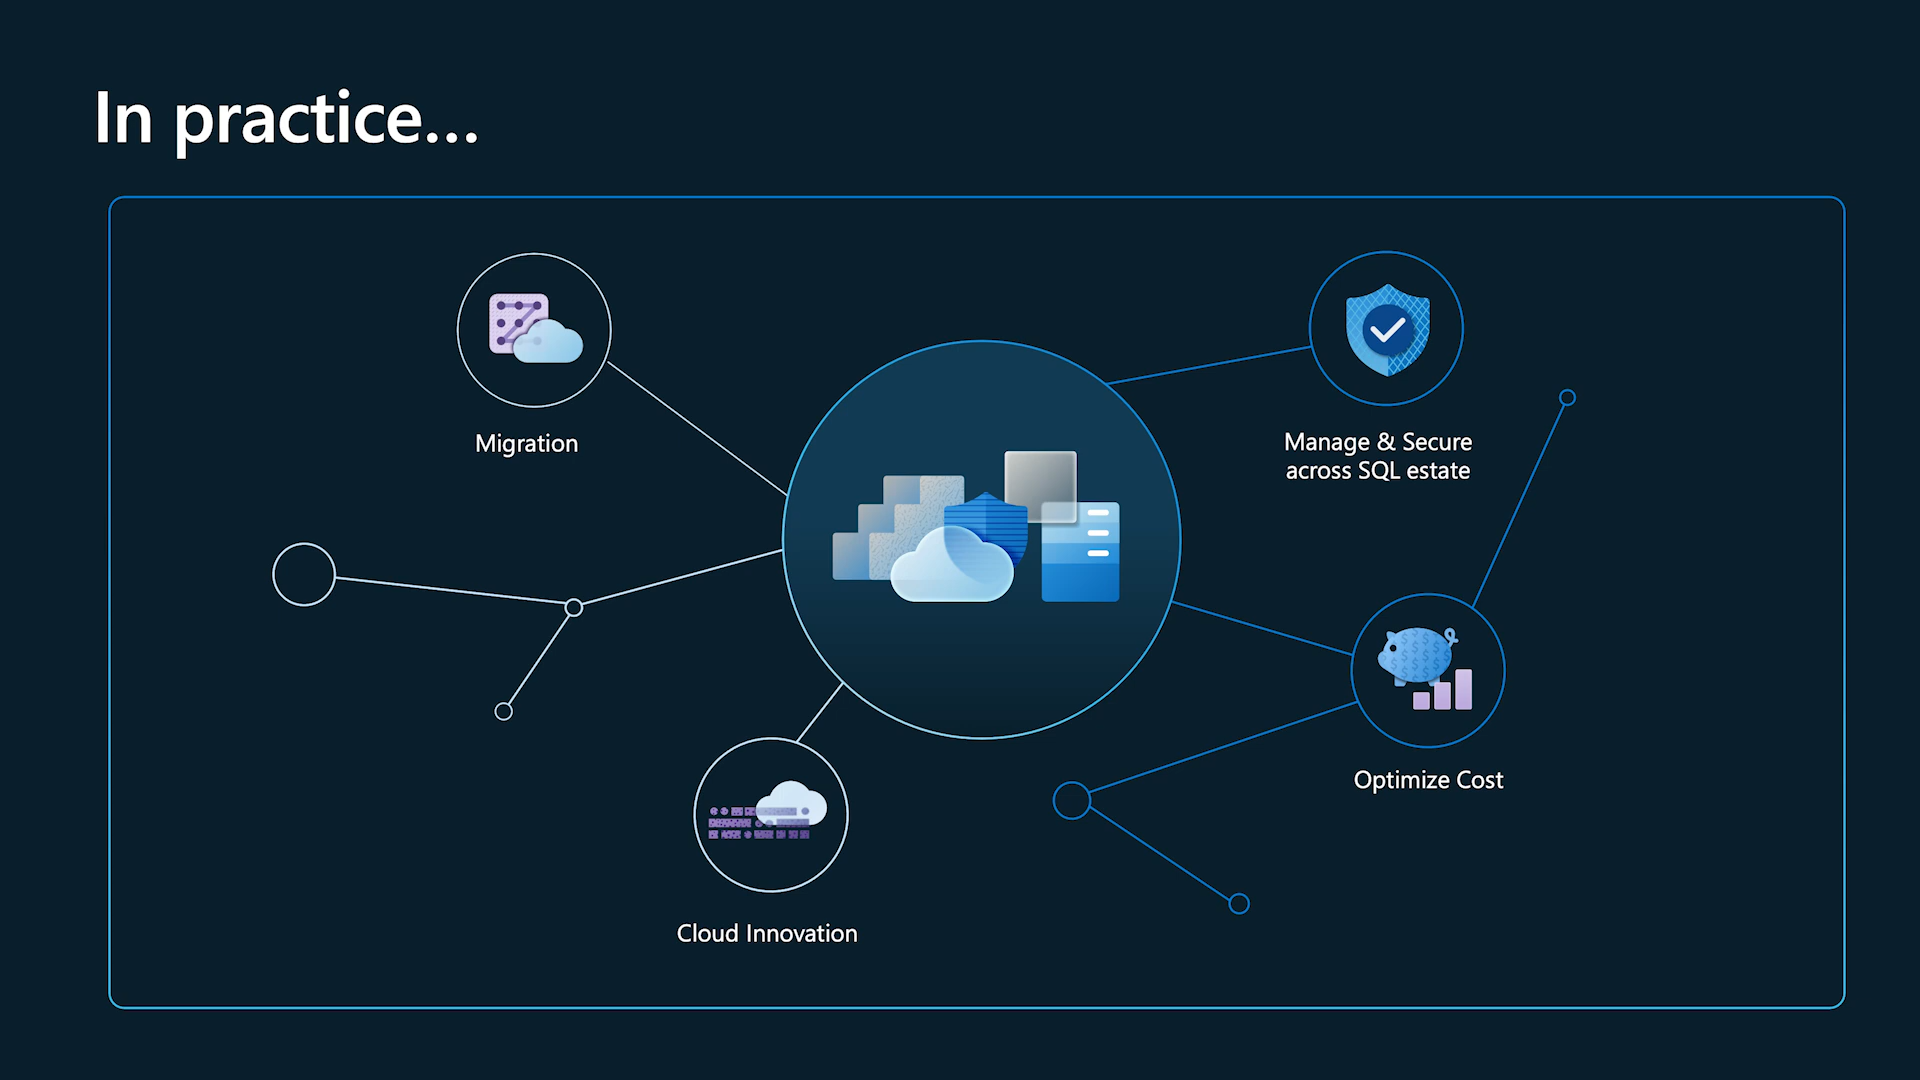 In practice...
Migration
Manage & Secure
across SQL estate
Optimize Cost
Cloud Innovation